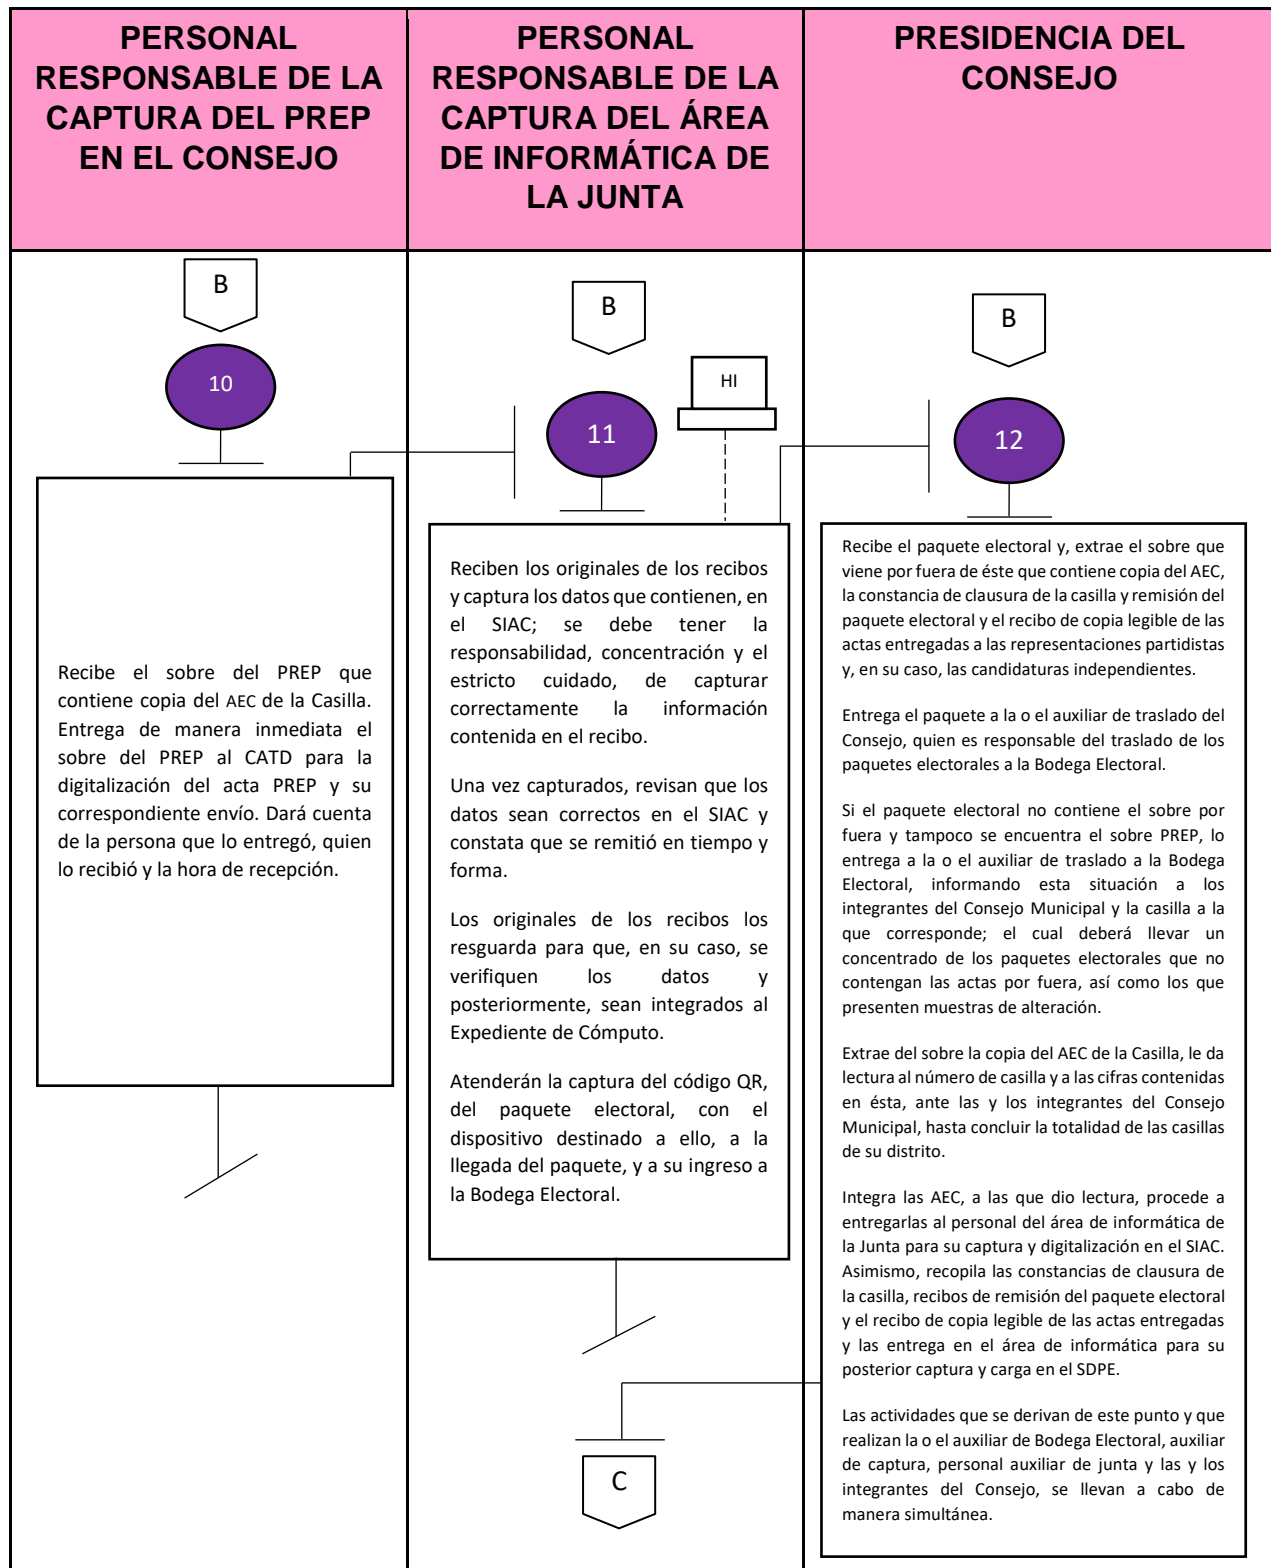 PERSONAL
RESPONSABLE DE LA
CAPTURA DEL PREP
EN EL CONSEJO
PERSONAL
RESPONSABLE DE LA
CAPTURA DEL ÁREA
DE INFORMÁTICA DE
LA JUNTA
PRESIDENCIA DEL
CONSEJO
B
10
Recibe el sobre del PREP que
contiene copia del AEC de la Casilla.
Entrega de manera inmediata el
sobre del PREP al CATD para la
digitalización del acta PREP y su
correspondiente envío. Dará cuenta
de la persona que lo entregó, quien
lo recibió y la hora de recepción.
B
HI
11
Reciben los originales de los recibos
y captura los datos que contienen, en
el SIAC; se debe tener la
responsabilidad, concentración y el
estricto cuidado, de capturar
correctamente la información
contenida en el recibo.
Una vez capturados, revisan que los
datos sean correctos en el SIAC y
constata que se remitió en tiempo y
forma.
Los originales de los recibos los
resguarda para que, en su caso, se
verifiquen los datos y
posteriormente, sean integrados al
Expediente de Cómputo.
Atenderán la captura del código QR,
del paquete electoral, con el
dispositivo destinado a ello, a la
llegada del paquete, y a su ingreso a
la Bodega Electoral.
C
B
12
Recibe el paquete electoral y, extrae el sobre que
viene por fuera de éste que contiene copia del AEC,
la constancia de clausura de la casilla y remisión del
paquete electoral y el recibo de copia legible de las
actas entregadas a las representaciones partidistas
y, en su caso, las candidaturas independientes.
Entrega el paquete a la o el auxiliar de traslado del
Consejo, quien es responsable del traslado de los
paquetes electorales a la Bodega Electoral.
Si el paquete electoral no contiene el sobre por
fuera y tampoco se encuentra el sobre PREP, lo
entrega a la o el auxiliar de traslado a la Bodega
Electoral, informando esta situación a los
integrantes del Consejo Municipal y la casilla a la
que corresponde; el cual deberá llevar un
concentrado de los paquetes electorales que no
contengan las actas por fuera, así como los que
presenten muestras de alteración.
Extrae del sobre la copia del AEC de la Casilla, le da
lectura al número de casilla y a las cifras contenidas
en ésta, ante las y los integrantes del Consejo
Municipal, hasta concluir la totalidad de las casillas
de su distrito.
Integra las AEC, a las que dio lectura, procede a
entregarlas al personal del área de informática de
la Junta para su captura y digitalización en el SIAC.
Asimismo, recopila las constancias de clausura de
la casilla, recibos de remisión del paquete electoral
y el recibo de copia legible de las actas entregadas
y las entrega en el área de informática para su
posterior captura y carga en el SDPE.
Las actividades que se derivan de este punto y que
realizan la o el auxiliar de Bodega Electoral, auxiliar
de captura, personal auxiliar de junta y las y los
integrantes del Consejo, se llevan a cabo de
manera simultánea.